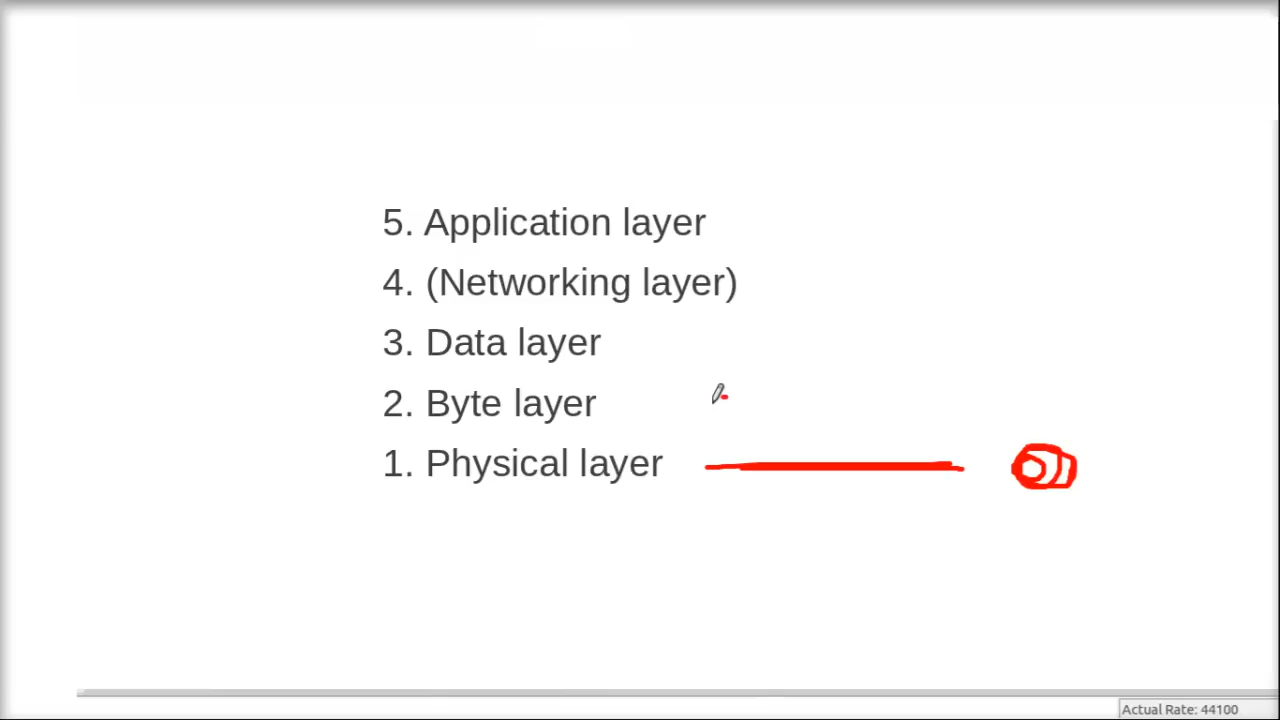 5. Application layer
4. (Networking layer)
3. Data layer
2. Byte layer
1. Physical layer
Actual Rate: 44100